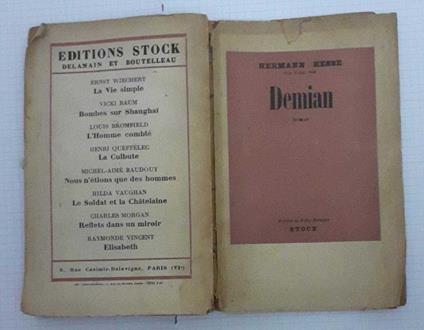 EDITIONS STOCK
DELAMAIN ET BOUTELLEAU
ERNST WIECHERT
La Vie simple
VICKI BAUM
Bombes sur Shanghaï
LOUIS BROMFIELD
L'Homme comblé
HENRI QUEFFÉLEC
La Culbute
MICHEL-AIMÉ BAUDOUY
Nous n'étions que des hommes
HILDA VAUGHAN
Le Soldat et la Châtelaine
CHARLES MORGAN
Reflets dans un miroir
RAYMONDE VINCENT
Elisabeth
6, Rue Casimir-Delavigne, PARIS (VIe)
HERMANN HESSE
Demian
roman
STOCK